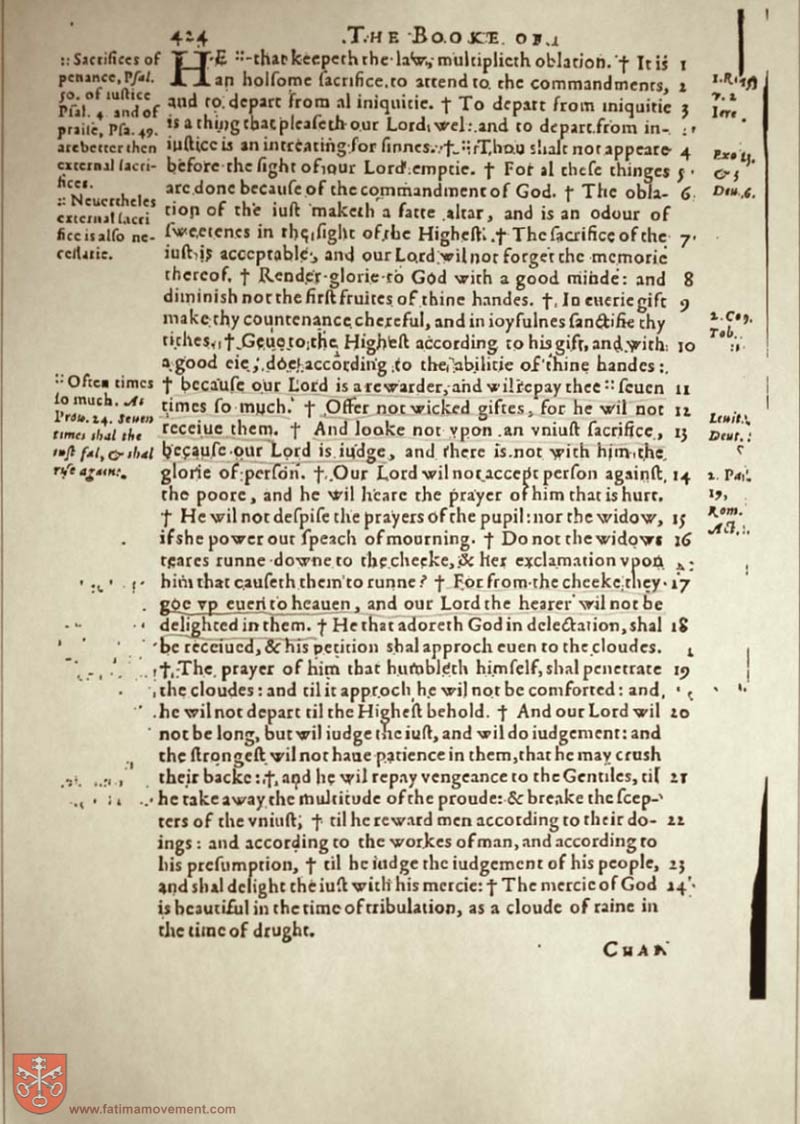 424
THE BOOKE OF
HE :: that keepeth the law, multiplieth oblation. † It is 1
an holſome ſacrifice to attend to the commandments, 2
and to depart from al iniquitie. † To depart from iniquitie 3
is a thing that pleaſeth our Lord wel: and to depart from in-
iuſtice is an intreating for ſinnes. † :: Thou shalt not appeare 4
before the ſight of our Lord emptie. † For al theſe thinges 5
are done becauſe of the commandment of God. † The obla- 6
tion of the iuſt maketh a fatte altar, and is an odour of
ſweetenes in the ſight of the Higheſt. † The ſacrifice of the 7
iuſt is acceptable, and our Lord wil not forget the memorie
thereof. † Render glorie to God with a good minde: and 8
diminish not the firſt fruites of thine handes. † In euerie gift 9
make thy countenance chereful, and in ioyfulnes ſanctifie thy
tithes. † Geue to the Higheſt according to his gift, and with 10
a good eie, doe according to the abilitie of thine handes:
† becauſe our Lord is a rewarder, and wil repay thee :: ſeuen 11
times ſo much. † Offer not wicked giftes, for he wil not 12
receiue them. † And looke not vpon an vniuſt ſacrifice, 13
becauſe our Lord is iudge, and there is not with him the
glorie of perſon. † Our Lord wil not accept perſon againſt 14
the poore, and he wil heare the prayer of him that is hurt.
† He wil not deſpiſe the prayers of the pupil: nor the widow, 15
if she power out ſpeach of mourning. † Do not the widows 16
teares runne downe to the cheeke, & her exclamation vpon
him that cauſeth them to runne? † For from the cheeke they 17
goe vp euen to heauen, and our Lord the hearer wil not be
delighted in them. † He that adoreth God in delectation, shal 18
be receiued, & his petition shal approch euen to the cloudes.
† The prayer of him that humbleth himſelf, shal penetrate 19
the cloudes: and til it approch he wil not be comforted: and
he wil not depart til the Higheſt behold. † And our Lord wil 20
not be long, but wil iudge the iuſt, and wil do iudgement: and
the ſtrongeſt wil not haue patience in them, that he may crush
their backe: † and he wil repay vengeance to the Gentiles, til 21
he take away the multitude of the proude: & breake the ſcep-
ters of the vniuſt; † til he reward men according to their do- 22
ings: and according to the workes of man, and according to
his preſumption, † til he iudge the iudgement of his people, 23
and shal delight the iuſt with his mercie: † The mercie of God 24
is beautiful in the time of tribulation, as a cloude of raine in
the time of drught.
CHAP
:: Sacrifices of
penance, Pſal.
50. of iuſtice
Pſal. 4. and of
praiſe, Pſa. 49.
are better then
external ſacri-
fices.
:: Neuertheles
external ſacri
fice is alſo ne-
ceſſarie.
:: Often times
ſo much. As
Prou. 24. Seuen
times shal the
iuſt fal, & shal
riſe againe.
7. 2
Iere
Exo
& 3
Deu. 6.
2. Cor.
Tob.
Leuit.
Deut.
2. Par.
19,
Rom.
Act.
www.fatimamovement.com